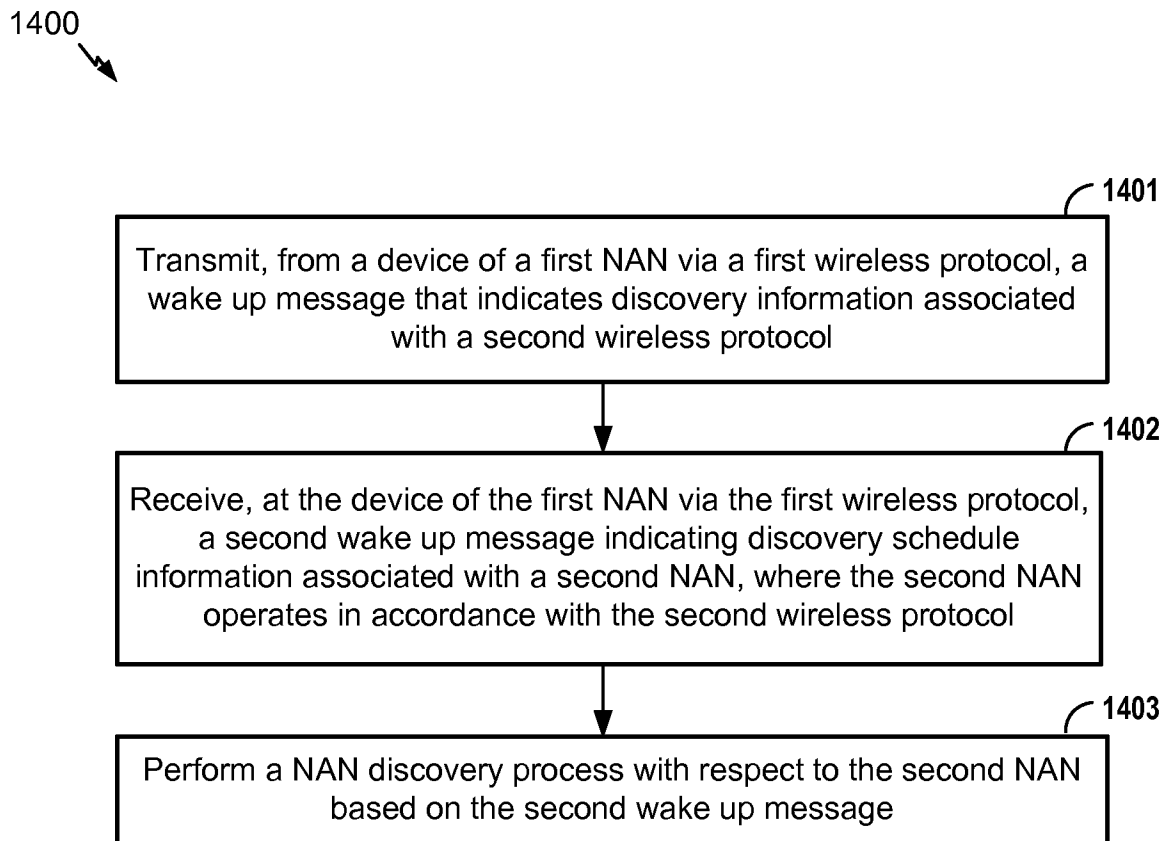 1400
1401
Transmit, from a device of a first NAN via a first wireless protocol, a
wake up message that indicates discovery information associated
with a second wireless protocol
1402
Receive, at the device of the first NAN via the first wireless protocol,
a second wake up message indicating discovery schedule
information associated with a second NAN, where the second NAN
operates in accordance with the second wireless protocol
1403
Perform a NAN discovery process with respect to the second NAN
based on the second wake up message